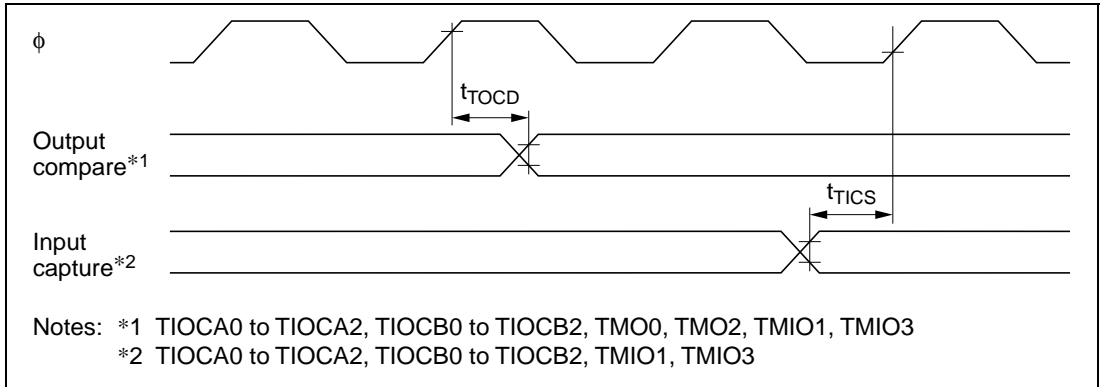 ϕ
tTOCD
Output
compare*1
tTICS
Input
capture*2
Notes: *1 TIOCA0 to TIOCA2, TIOCB0 to TIOCB2, TMO0, TMO2, TMIO1, TMIO3
*2 TIOCA0 to TIOCA2, TIOCB0 to TIOCB2, TMIO1, TMIO3